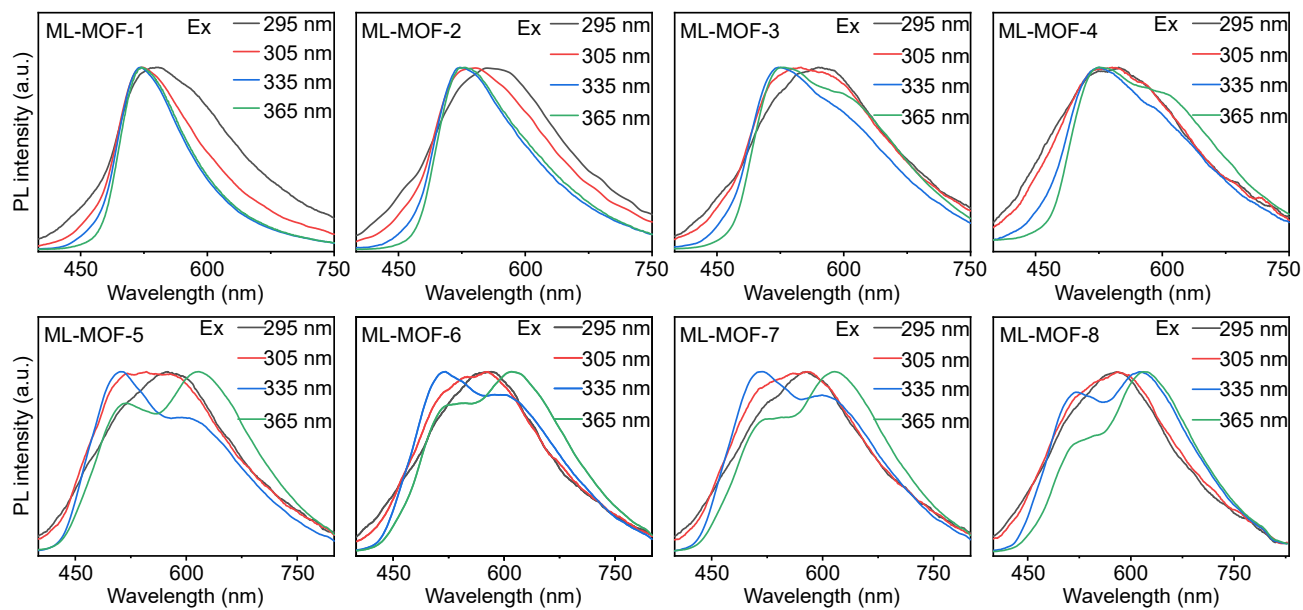 ML-MOF-1 Ex 295 nm
305 nm
335 nm
365 nm
PL intensity (a.u.)
450 600 750
Wavelength (nm)
ML-MOF-2 Ex 295 nm
305 nm
335 nm
365 nm
450 600 750
Wavelength (nm)
ML-MOF-3 Ex 295 nm
305 nm
335 nm
365 nm
450 600 750
Wavelength (nm)
ML-MOF-4 Ex 295 nm
305 nm
335 nm
365 nm
450 600 750
Wavelength (nm)
ML-MOF-5 Ex 295 nm
305 nm
335 nm
365 nm
PL intensity (a.u.)
450 600 750
Wavelength (nm)
ML-MOF-6 Ex 295 nm
305 nm
335 nm
365 nm
450 600 750
Wavelength (nm)
ML-MOF-7 Ex 295 nm
305 nm
335 nm
365 nm
450 600 750
Wavelength (nm)
ML-MOF-8 Ex 295 nm
305 nm
335 nm
365 nm
450 600 750
Wavelength (nm)